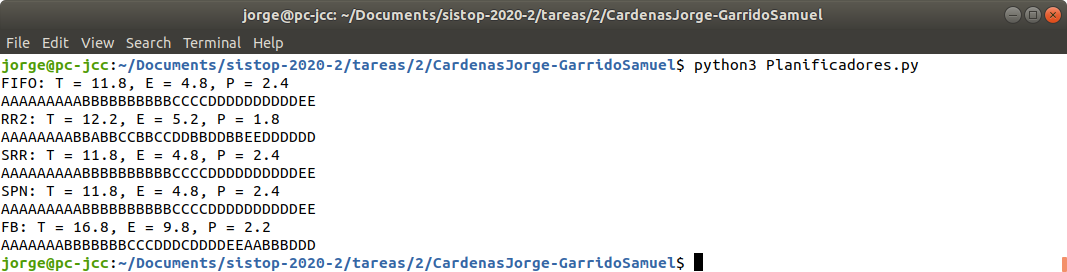 jorge@pc-jcc: ~/Documents/sistop-2020-2/tareas/2/CardenasJorge-GarridoSamuel
File Edit View Search Terminal Help
jorge@pc-jcc:~/Documents/sistop-2020-2/tareas/2/CardenasJorge-GarridoSamuel$ python3 Planificadores.py
FIFO: T = 11.8, E = 4.8, P = 2.4
AAAAAAAAABBBBBBBBBBCCCCDDDDDDDDDDEE
RR2: T = 12.2, E = 5.2, P = 1.8
AAAAAAAABBABBCCBBCCDDBBDDBBEEDDDDDD
SRR: T = 11.8, E = 4.8, P = 2.4
AAAAAAAAABBBBBBBBBBCCCCDDDDDDDDDDEE
SPN: T = 11.8, E = 4.8, P = 2.4
AAAAAAAAABBBBBBBBBBCCCCDDDDDDDDDDEE
FB: T = 16.8, E = 9.8, P = 2.2
AAAAAAABBBBBBBCCCDDDCDDDDEEAABBBDDD
jorge@pc-jcc:~/Documents/sistop-2020-2/tareas/2/CardenasJorge-GarridoSamuel$